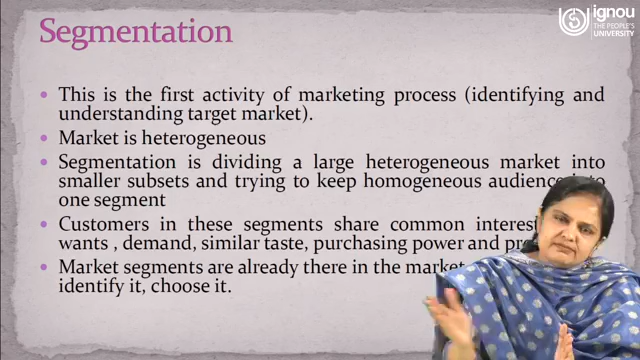 Segmentation
ignou
THE PEOPLE'S
UNIVERSITY
This is the first activity of marketing process (identifying and
understanding target market).
Market is heterogeneous
Segmentation is dividing a large heterogeneous market into
smaller subsets and trying to keep homogeneous audience into
one segment
Customers in these segments share common interest
wants , demand, similar taste, purchasing power and
Market segments are already there in the market
identify it, choose it.